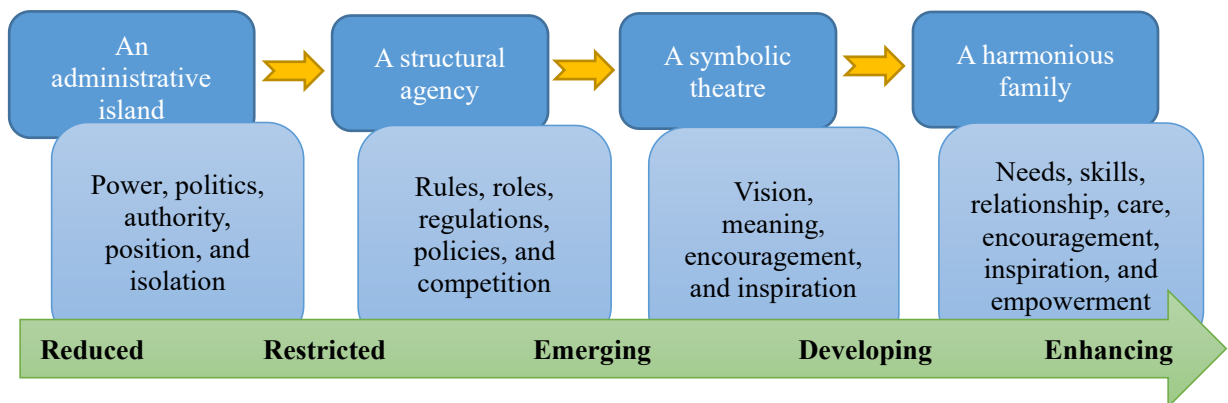 An
administrative
island
A structural
agency
A symbolic
theatre
A harmonious
family
Power, politics,
authority,
position, and
isolation
Rules, roles,
regulations,
policies, and
competition
Vision,
meaning,
encouragement,
and inspiration
Needs, skills,
relationship, care,
encouragement,
inspiration, and
empowerment
Reduced Restricted Emerging Developing Enhancing